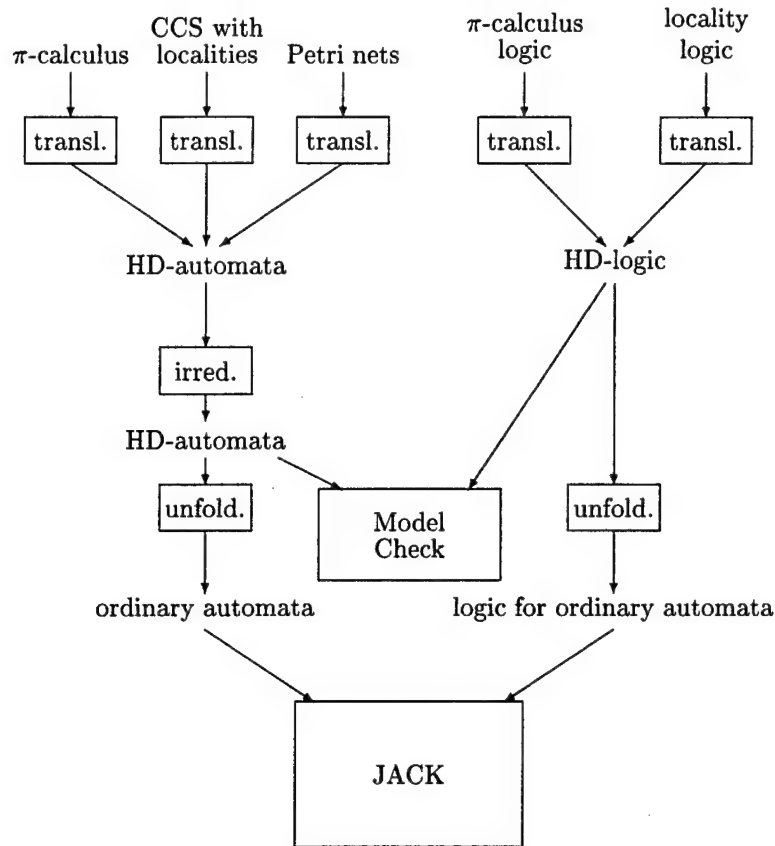 π-calculus
CCS with
localities
Petri nets
π-calculus
logic
locality
logic
transl.
transl.
transl.
transl.
transl.
HD-automata
HD-logic
irred.
HD-automata
unfold.
Model
Check
unfold.
ordinary automata
logic for ordinary automata
JACK